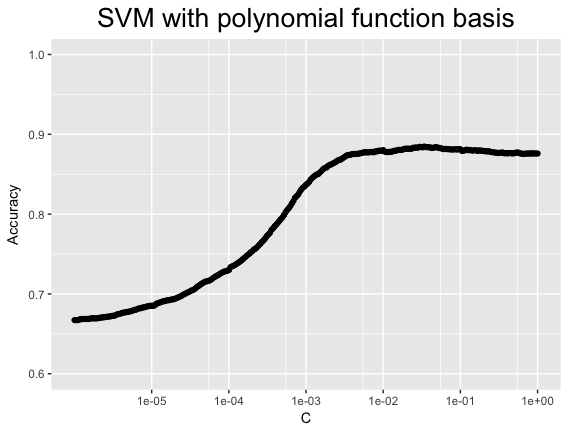 SVM with polynomial function basis
1.0
0.9
0.8
0.7
0.6
Accuracy
1e-05 1e-04 1e-03 1e-02 1e-01 1e+00
C